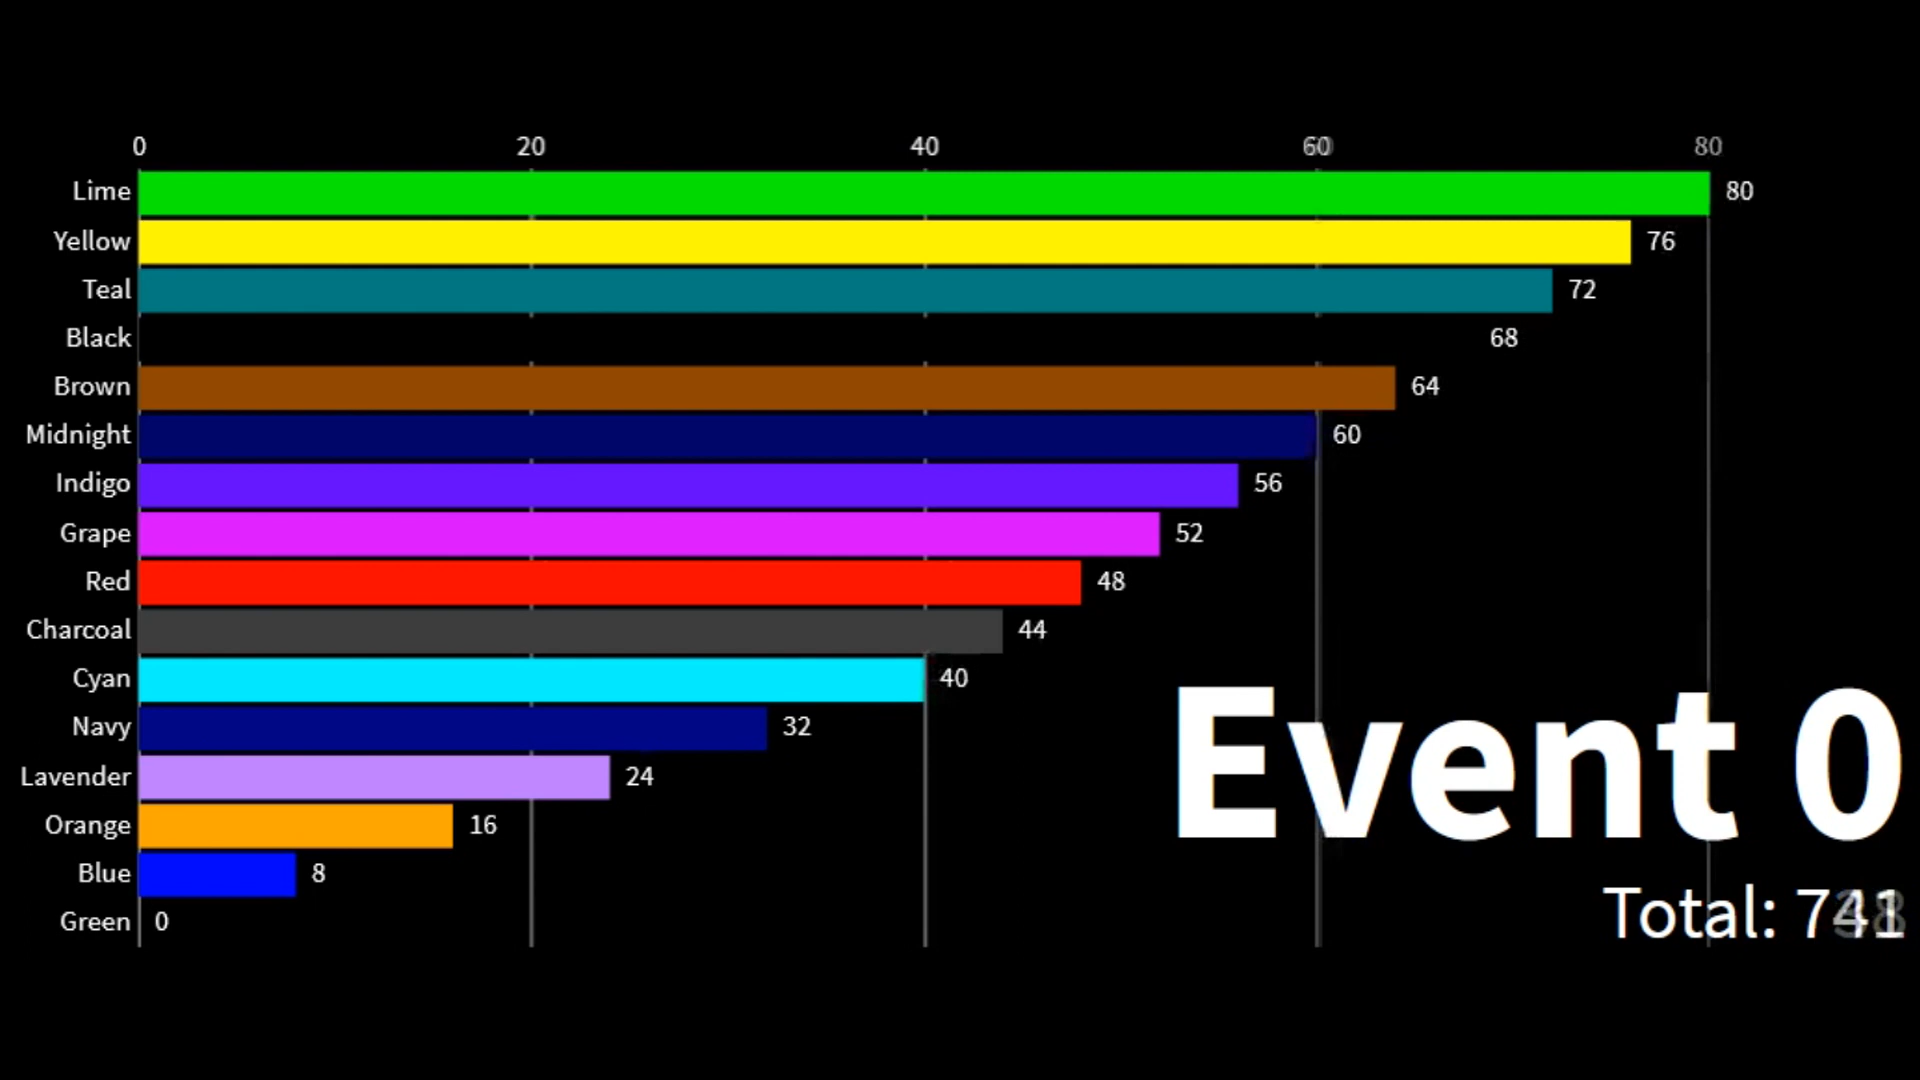 0 20 40 60 80
Lime 80
Yellow 76
Teal 72
Black 68
Brown 64
Midnight 60
Indigo 56
Grape 52
Red 48
Charcoal 44
Cyan 40
Navy 32
Lavender 24
Orange 16
Blue 8
Green 0
Event 0
Total: 741